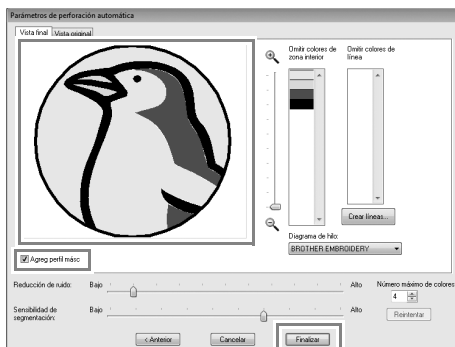 Parámetros de perforación automática
Vista final Vista original
Omitir colores de zona interior
Omitir colores de línea
Crear líneas...
Diagrama de hilo:
BROTHER EMBROIDERY
Agreg perfil másc
Reducción de ruido: Bajo Alto
Número máximo de colores
4
Sensibilidad de segmentación: Bajo Alto
Reintentar
< Anterior Cancelar Finalizar